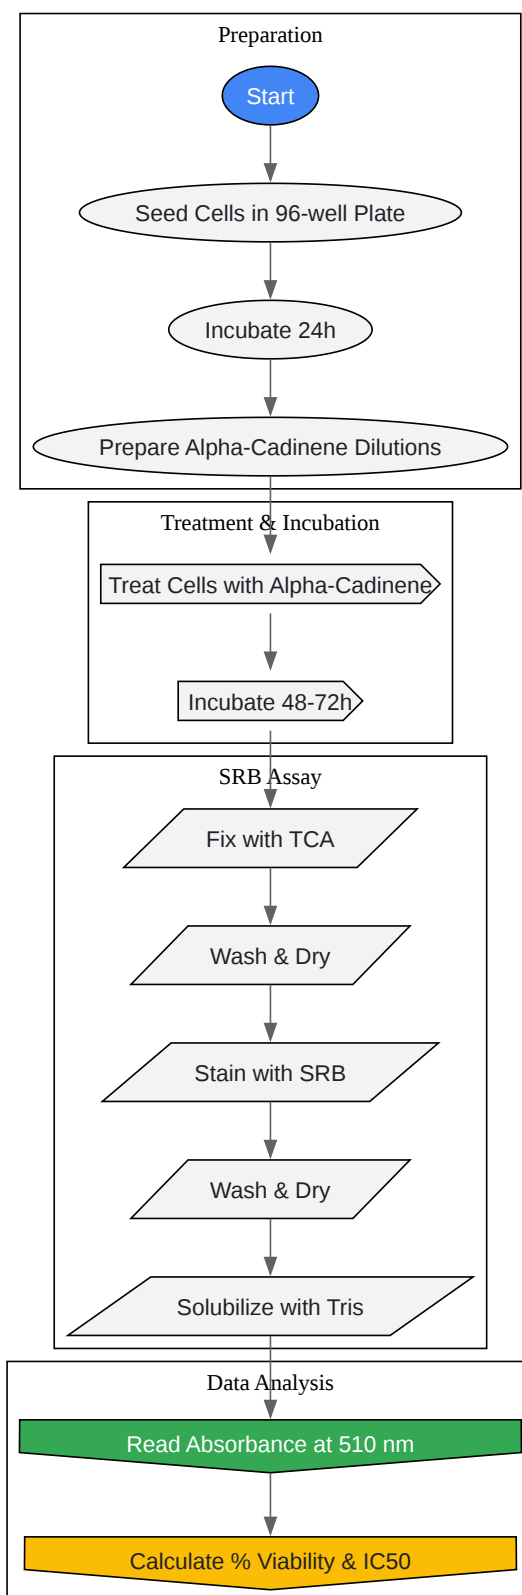 Preparation
Start
Seed Cells in 96-well Plate
Incubate 24h
Prepare Alpha-Cadinene Dilutions
Treatment & Incubation
Treat Cells with Alpha-Cadinene
Incubate 48-72h
SRB Assay
Fix with TCA
Wash & Dry
Stain with SRB
Wash & Dry
Solubilize with Tris
Data Analysis
Read Absorbance at 510 nm
Calculate % Viability & IC50